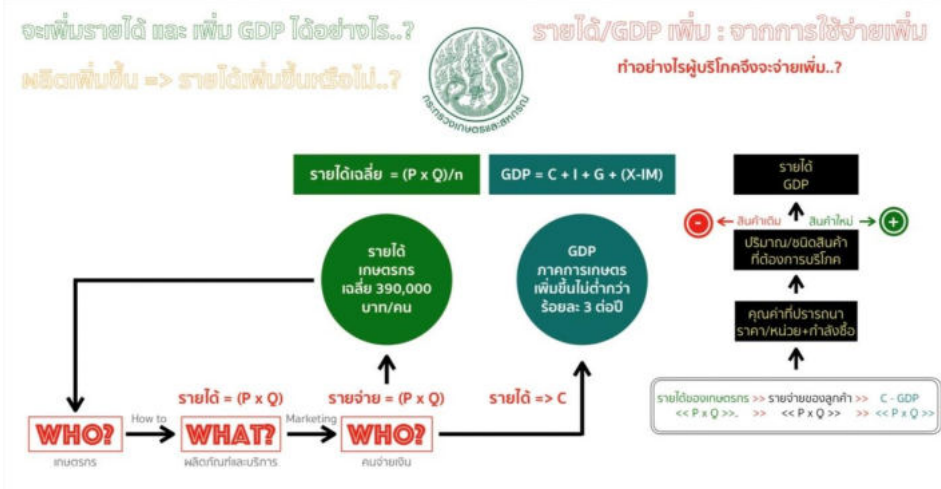 จะเพิ่มรายได้ และ เพิ่ม GDP ได้อย่างไร..?
ผลิตเพิ่มขึ้น => รายได้เพิ่มขึ้นหรือไม่..?
กระทรวงเกษตรและสหกรณ์
รายได้/GDP เพิ่ม : จากการใช้จ่ายเพิ่ม
ทำอย่างไรผู้บริโภคจึงจะจ่ายเพิ่ม..?
รายได้เฉลี่ย = (P x Q)/n
GDP = C + I + G + (X-IM)
รายได้
เกษตรกร
เฉลี่ย 390,000
บาท/คน
GDP
ภาคการเกษตร
เพิ่มขึ้นไม่ต่ำกว่า
ร้อยละ 3 ต่อปี
รายได้ = (P x Q)
รายจ่าย = (P x Q)
รายได้ => C
WHO?
How to
WHAT?
Marketing
WHO?
เกษตรกร
ผลิตภัณฑ์และบริการ
คนจ่ายเงิน
รายได้
GDP
- สินค้าเดิม
สินค้าใหม่ +
ปริมาณ/ชนิดสินค้า
ที่ต้องการบริโภค
คุณค่าที่ปรารถนา
ราคา/หน่วย+กำลังซื้อ
รายได้ของเกษตรกร >> รายจ่ายของลูกค้า >> C - GDP
<< P x Q >>. >> << P x Q >> >> << P x Q >>